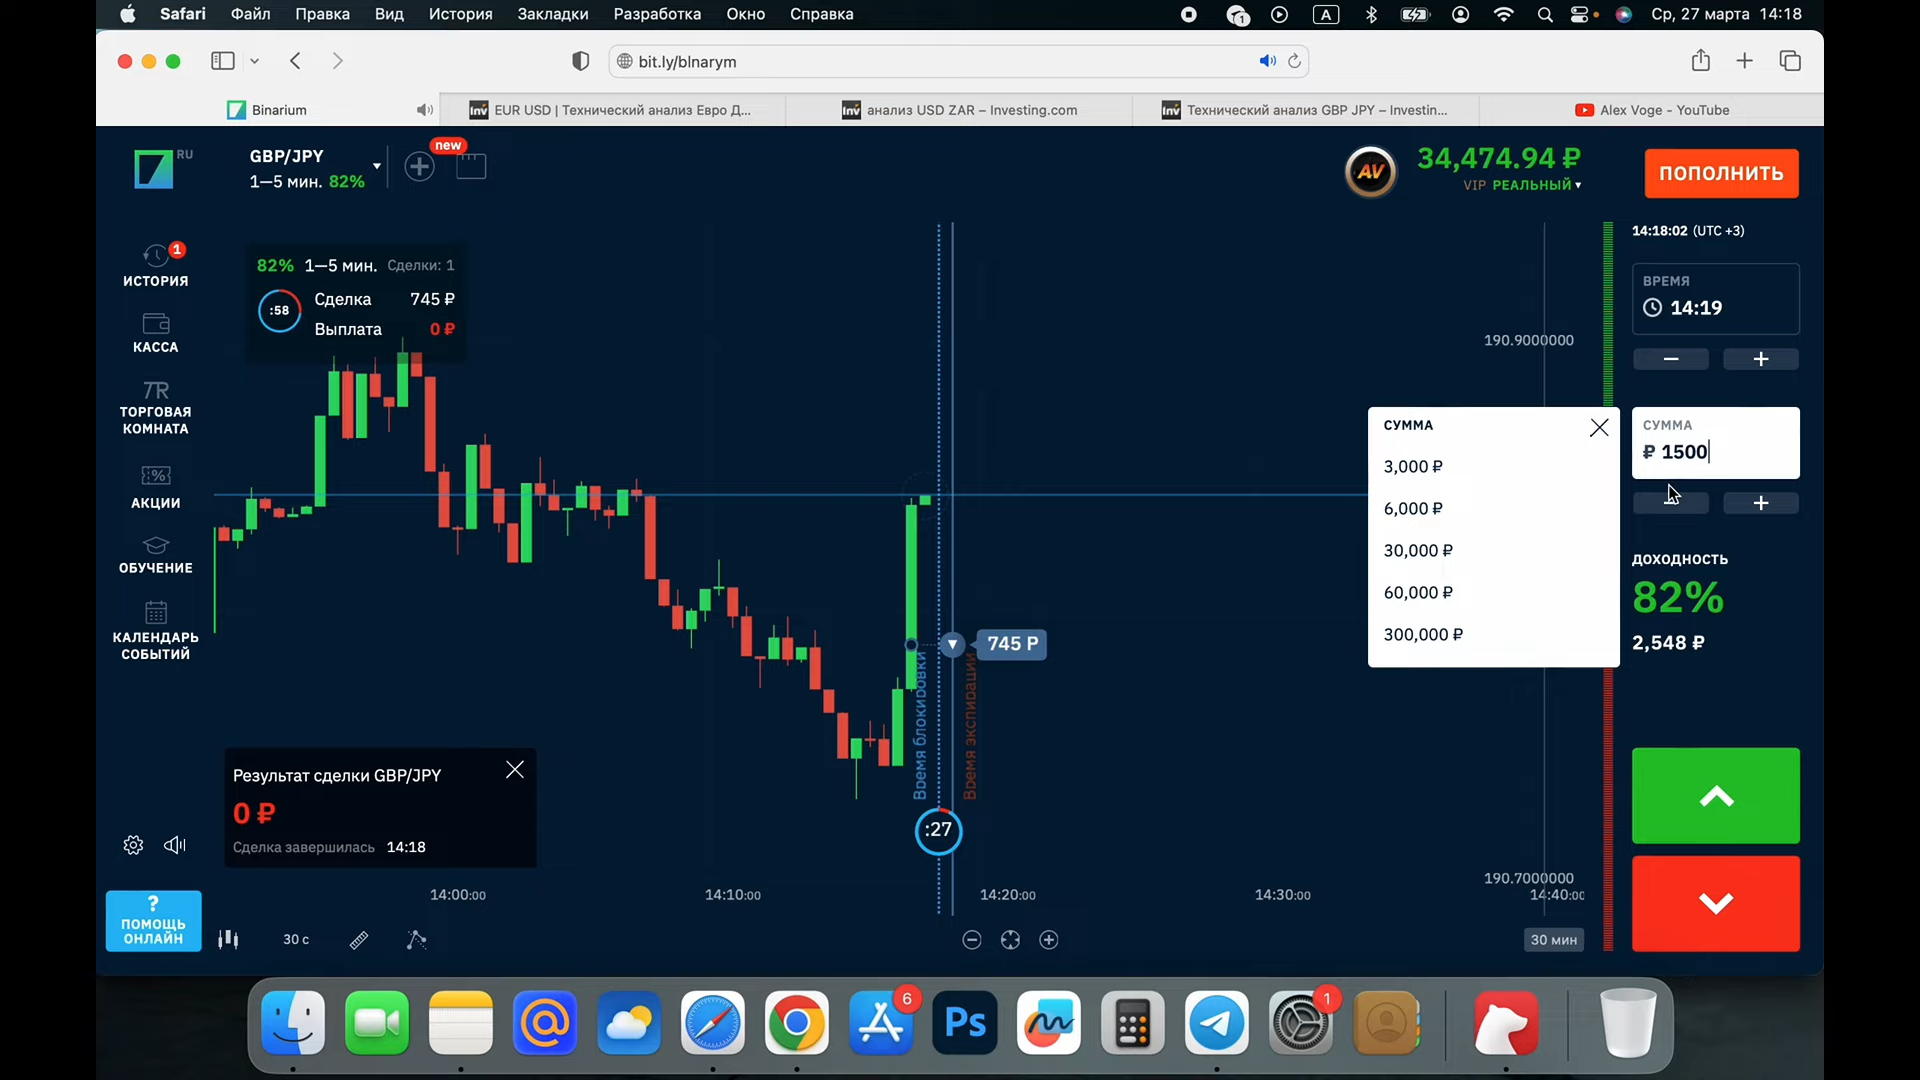 Safari Файл Правка Вид История Закладки Разработка Окно Справка
1 A Ср, 27 марта 14:18
bit.ly/blnarym
Binarium
EUR USD | Технический анализ Евро Д...
анализ USD ZAR – Investing.com
Технический анализ GBP JPY – Investin...
Alex Voge - YouTube
RU
GBP/JPY
1—5 мин. 82%
new
AV
34,474.94 ₽
VIP РЕАЛЬНЫЙ
ПОПОЛНИТЬ
1
ИСТОРИЯ
КАССА
TR
ТОРГОВАЯ
КОМНАТА
АКЦИИ
ОБУЧЕНИЕ
КАЛЕНДАРЬ
СОБЫТИЙ
82% 1—5 мин. Сделки: 1
:58
Сделка 745 ₽
Выплата 0 ₽
745 Р
Время блокировки
Время экспирации
:27
190.9000000
190.7000000
14:00:00 14:10:00 14:20:00 14:30:00 14:40:00
Результат сделки GBP/JPY
0 ₽
Сделка завершилась 14:18
?
ПОМОЩЬ
ОНЛАЙН
30 с
30 мин
СУММА
3,000 ₽
6,000 ₽
30,000 ₽
60,000 ₽
300,000 ₽
14:18:02 (UTC +3)
ВРЕМЯ
14:19
СУММА
₽ 1500
ДОХОДНОСТЬ
82%
2,548 ₽
6
Ps
1